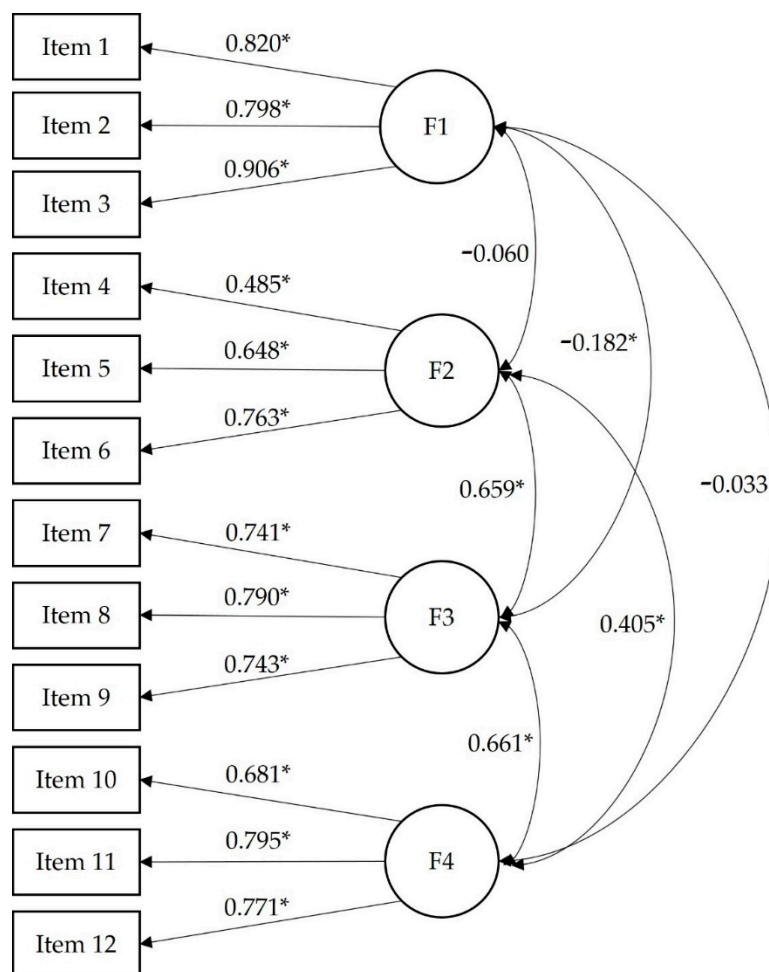 Item 1
0.820*
Item 2
0.798*
F1
Item 3
0.906*
-0.060
Item 4
0.485*
-0.182*
Item 5
0.648*
F2
Item 6
0.763*
-0.033
0.659*
Item 7
0.741*
Item 8
0.790*
F3
0.405*
Item 9
0.743*
0.661*
Item 10
0.681*
Item 11
0.795*
F4
Item 12
0.771*